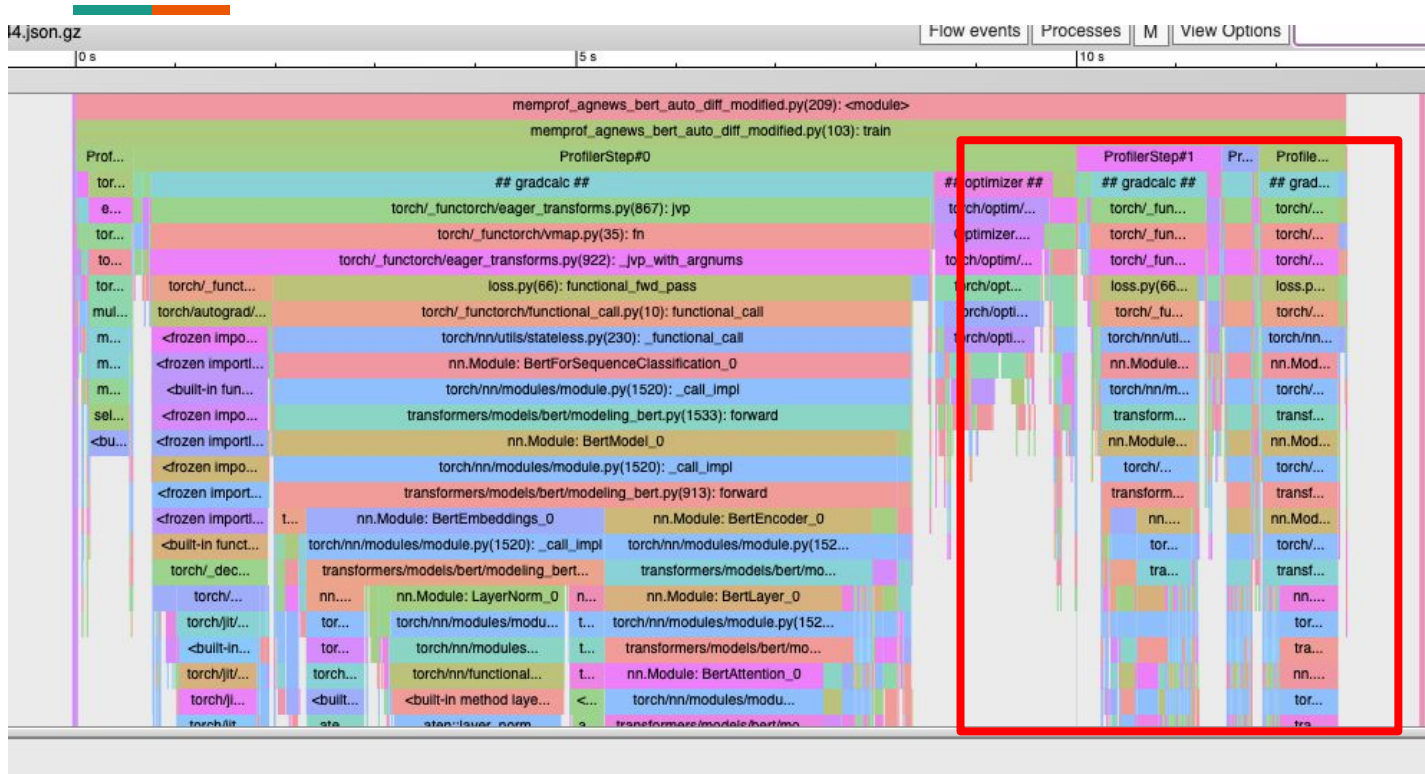 44.json.gz Flow events Processes M View Options
0 s 5 s 10 s
memprof_agnews_bert_auto_diff_modified.py(209): <module>
memprof_agnews_bert_auto_diff_modified.py(103): train
Prof... ProfilerStep#0 ProfilerStep#1 Pr... Profile...
tor... ## gradcalc ## ## optimizer ## ## gradcalc ## ## grad...
e... torch/_functorch/eager_transforms.py(867): jvp torch/optim/... torch/_fun... torch/...
tor... torch/_functorch/vmap.py(35): fn Optimizer.... torch/_fun... torch/...
to... torch/_functorch/eager_transforms.py(922): _jvp_with_argnums torch/optim/... torch/_fun... torch/...
tor... torch/_funct... loss.py(66): functional_fwd_pass torch/opt... loss.py(66... loss.p...
mul... torch/autograd/... torch/_functorch/functional_call.py(10): functional_call torch/opti... torch/_fu... torch/...
m... <frozen impo... torch/nn/utils/stateless.py(230): _functional_call torch/opti... torch/nn/uti... torch/nn...
m... <frozen importl... nn.Module: BertForSequenceClassification_0 nn.Module... nn.Mod...
m... <built-in fun... torch/nn/modules/module.py(1520): _call_impl torch/nn/m... torch/...
sel... <frozen impo... transformers/models/bert/modeling_bert.py(1533): forward transform... transf...
<bu... <frozen importl... nn.Module: BertModel_0 nn.Module... nn.Mod...
<frozen impo... torch/nn/modules/module.py(1520): _call_impl torch/... torch/...
<frozen import... transformers/models/bert/modeling_bert.py(913): forward transform... transf...
<frozen importl... t... nn.Module: BertEmbeddings_0 nn.Module: BertEncoder_0 nn.... nn.Mod...
<built-in funct... torch/nn/modules/module.py(1520): _call_impl torch/nn/modules/module.py(152... tor... torch/...
torch/_dec... transformers/models/bert/modeling_bert... transformers/models/bert/mo... tra... transf...
torch/... nn.... nn.Module: LayerNorm_0 n... nn.Module: BertLayer_0 nn....
torch/jit/... tor... torch/nn/modules/modu... t... torch/nn/modules/module.py(152... tor...
<built-in... tor... torch/nn/modules... t... transformers/models/bert/mo... tra...
torch/jit/... torch... torch/nn/functional... t... nn.Module: BertAttention_0 nn....
torch/ji... <built... <built-in method laye... <... torch/nn/modules/modu... tor...
torch/jit ate aten::layer_norm a transformers/models/bert/mo tra